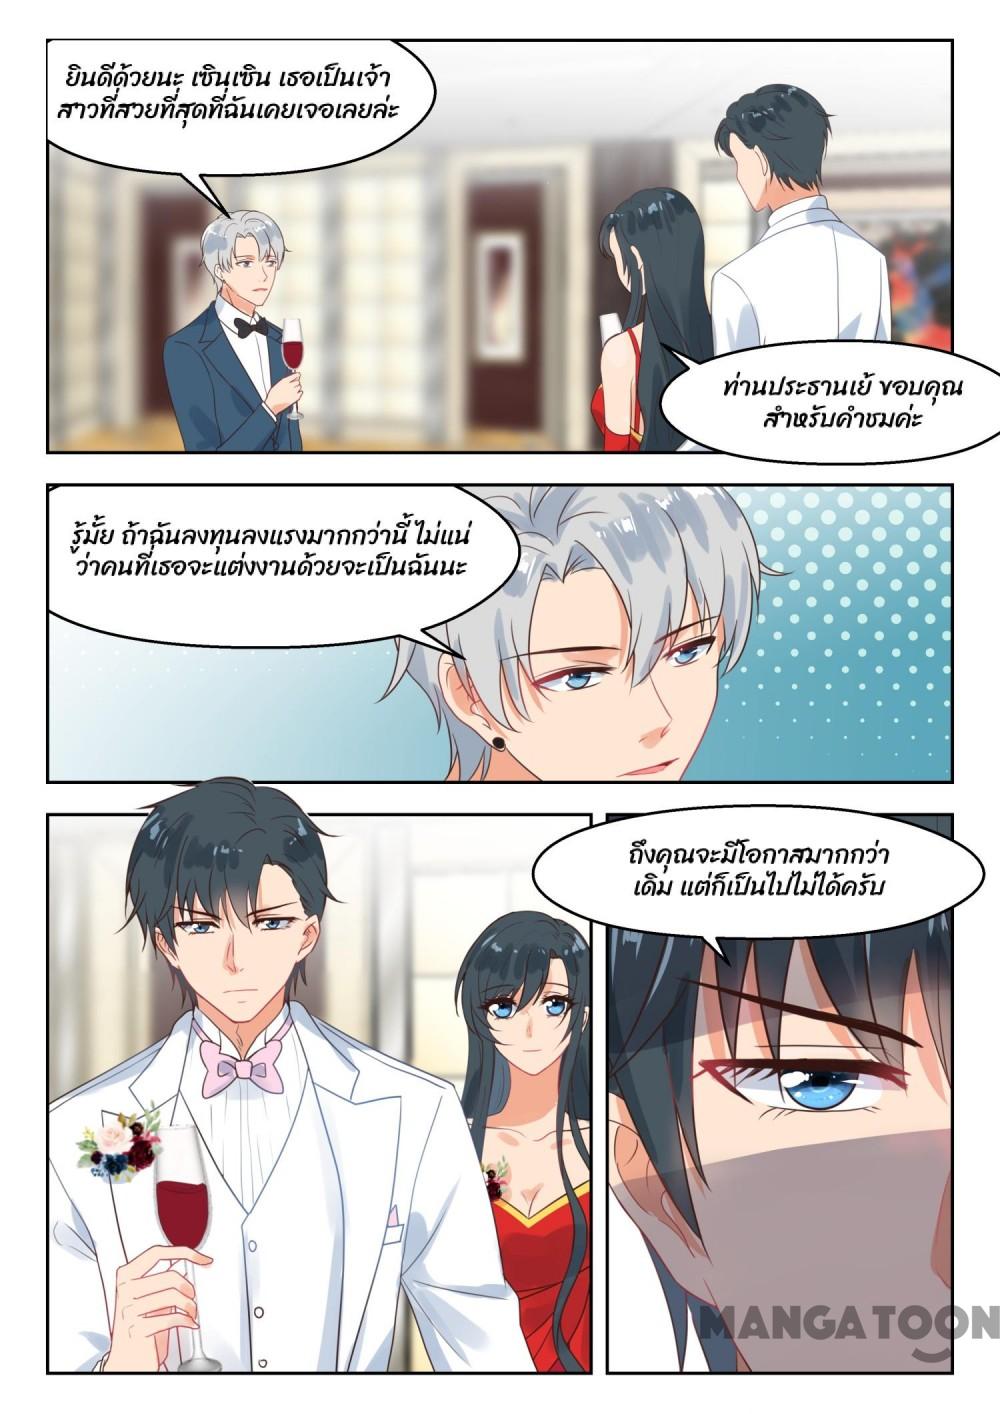 ยินดีด้วยนะ เซินเซิน เธอเป็นเจ้า
สาวที่สวยที่สุดที่ฉันเคยเจอเลยล่ะ
ท่านประธานเย้ ขอบคุณ
สำหรับคำชมค่ะ
รู้มั้ย ถ้าฉันลงทุนลงแรงมากกว่านี้ ไม่แน่
ว่าคนที่เธอจะแต่งงานด้วยจะเป็นฉันนะ
ถึงคุณจะมีโอกาสมากกว่า
เดิม แต่ก็เป็นไปไม่ได้ครับ
MANGATOON